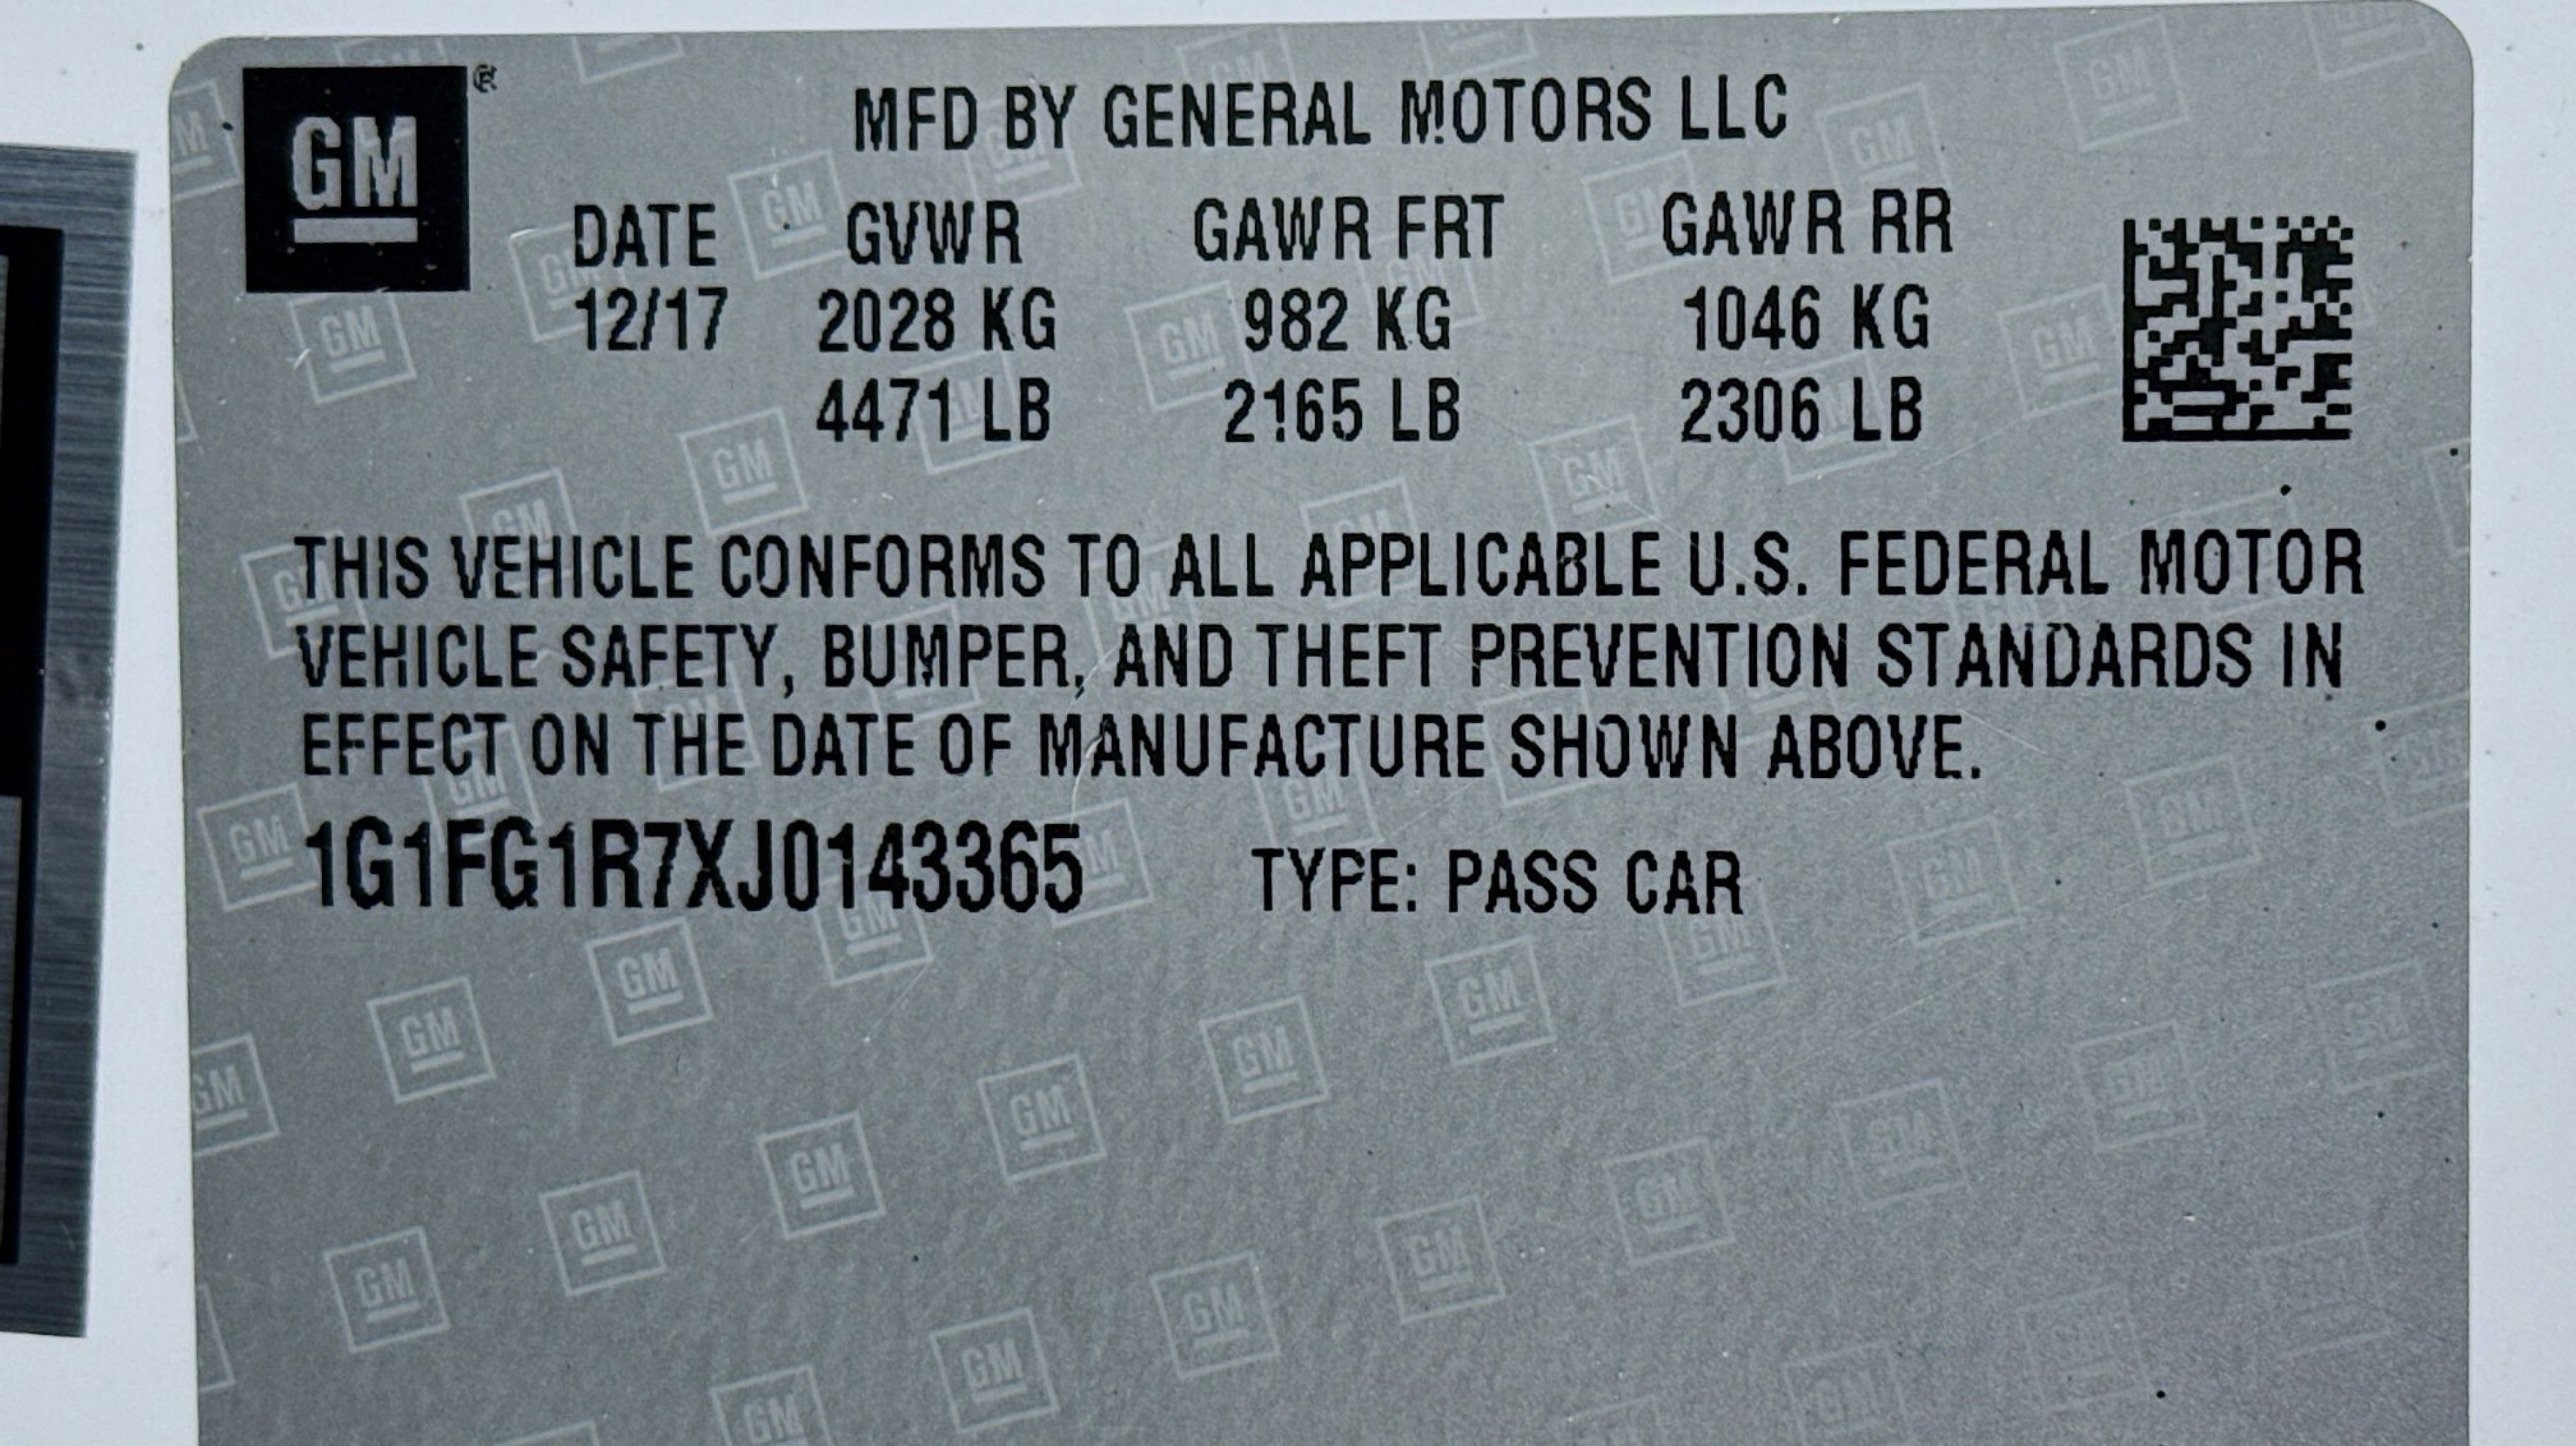 GM ®
MFD BY GENERAL MOTORS LLC
DATE GVWR GAWR FRT GAWR RR
12/17 2028 KG 982 KG 1046 KG
4471 LB 2165 LB 2306 LB
THIS VEHICLE CONFORMS TO ALL APPLICABLE U.S. FEDERAL MOTOR
VEHICLE SAFETY, BUMPER, AND THEFT PREVENTION STANDARDS IN
EFFECT ON THE DATE OF MANUFACTURE SHOWN ABOVE.
1G1FG1R7XJ0143365 TYPE: PASS CAR